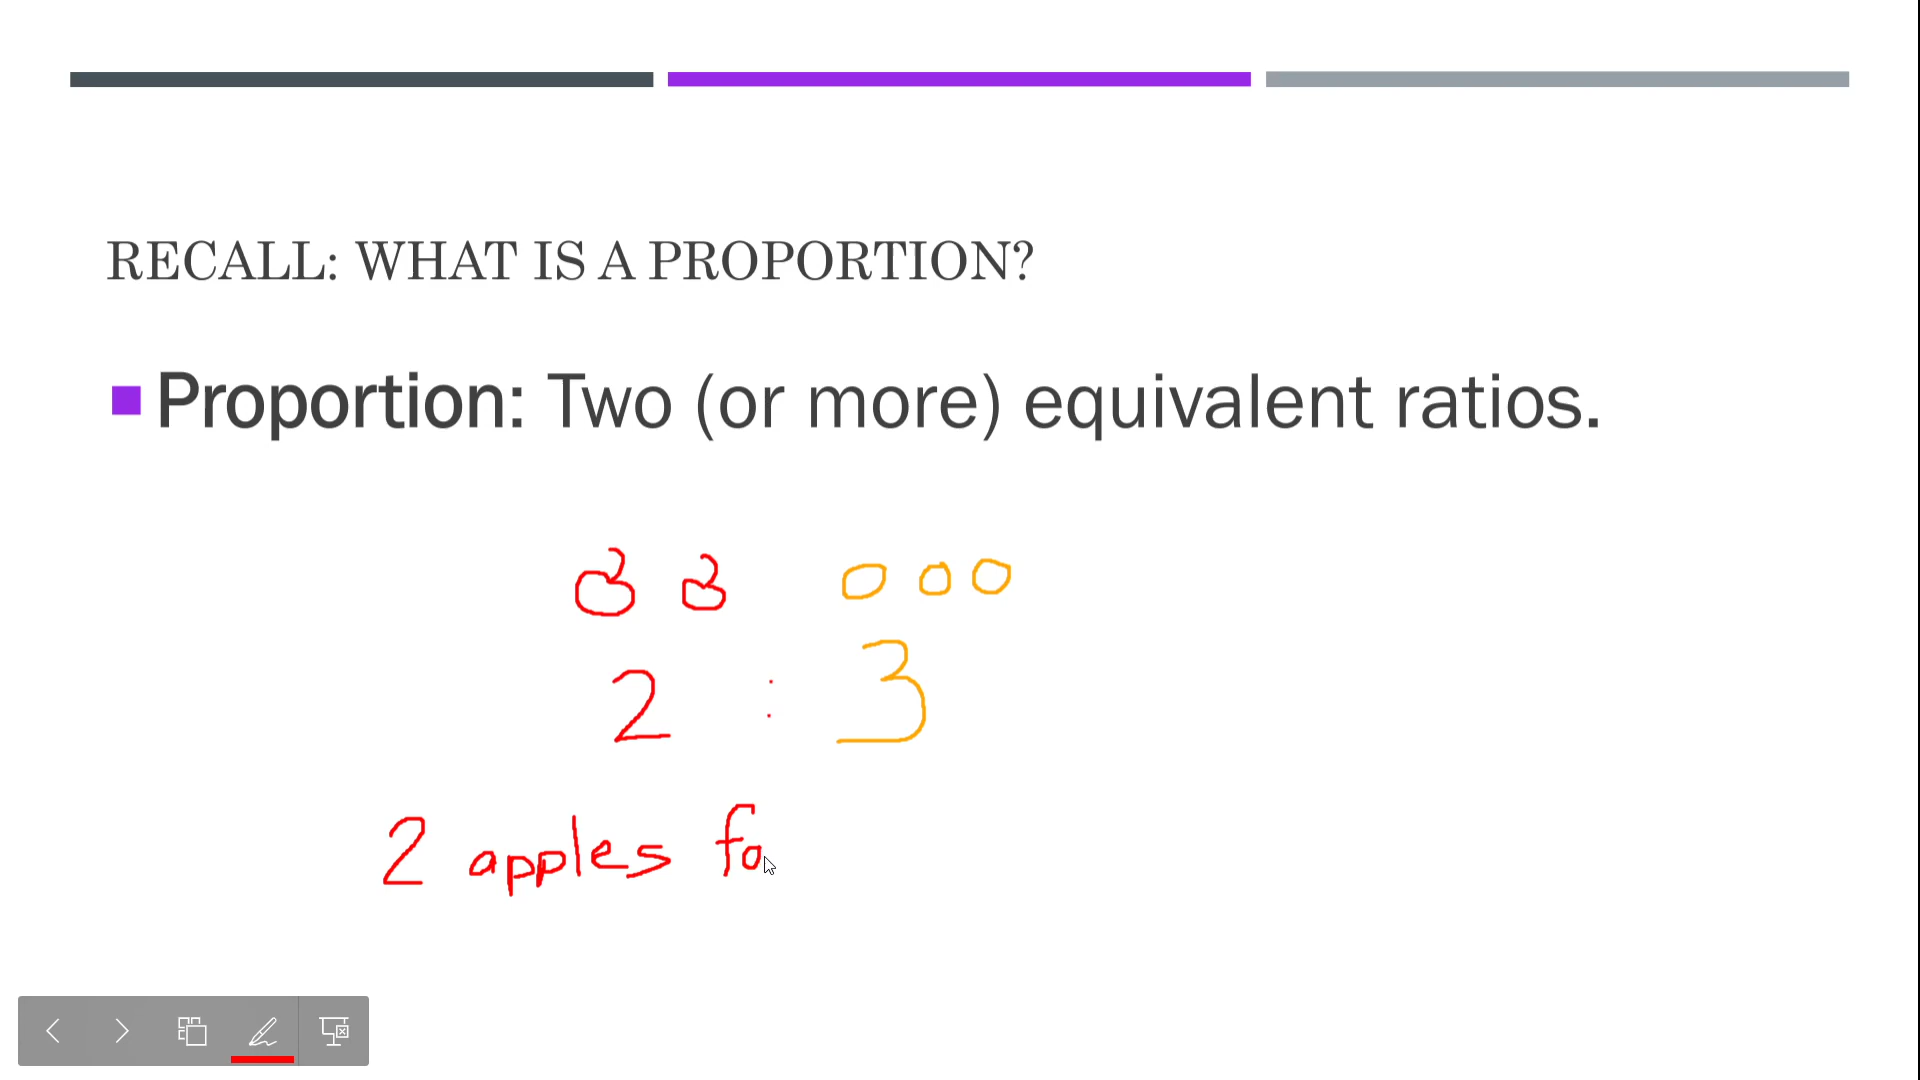 RECALL: WHAT IS A PROPORTION?
Proportion: Two (or more) equivalent ratios.
2 : 3
2 apples fo